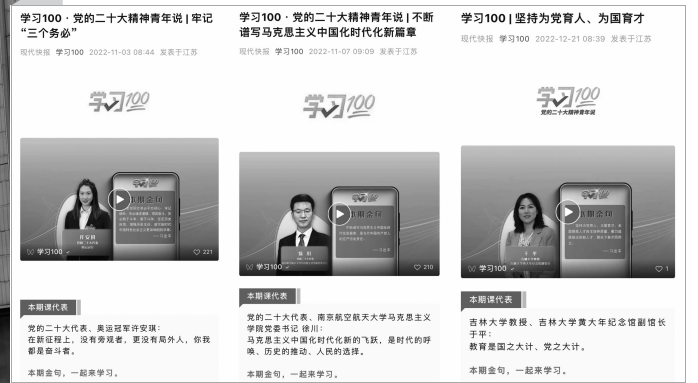 学习100 · 党的二十大精神青年说 | 牢记
“三个务必”
现代快报 学习100 2022-11-03 08:44 发表于江苏
学习100
本期金句
许安琪
学习100
221
本期课代表
党的二十大代表、奥运冠军许安琪：
在新征程上，没有旁观者，更没有局外人，你我
都是奋斗者。
本期金句，一起来学习。
学习100 · 党的二十大精神青年说 | 不断
谱写马克思主义中国化时代化新篇章
现代快报 学习100 2022-11-07 09:09 发表于江苏
学习100
本期金句
徐川
学习100
210
本期课代表
党的二十大代表、南京航空航天大学马克思主义
学院党委书记 徐川：
马克思主义中国化时代化新的飞跃，是时代的呼
唤、历史的推动、人民的选择。
本期金句，一起来学习。
学习100 | 坚持为党育人、为国育才
现代快报 学习100 2022-12-21 08:39 发表于江苏
学习100
党的二十大精神青年说
本期金句
于平
学习100
1
本期课代表
吉林大学教授、吉林大学黄大年纪念馆副馆长
于平：
教育是国之大计、党之大计。
本期金句，一起来学习。